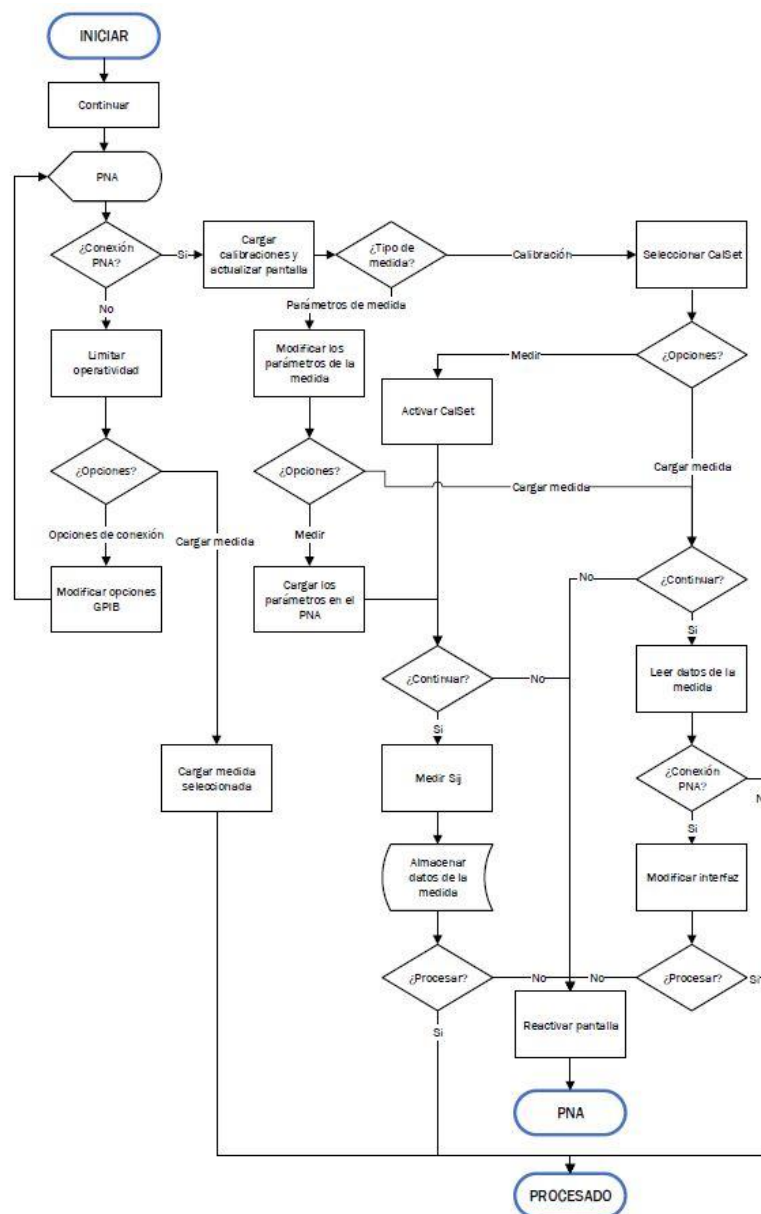 INICIAR
Continuar
PNA
¿Conexión
PNA?
Si
Cargar
calibraciones y
actualizar pantalla
¿Tipo de
medida?
Calibración
Seleccionar CalSet
No
Parámetros de medida
Limitar
operatividad
Modificar los
parámetros de la
medida
Medir
¿Opciones?
Activar CalSet
¿Opciones?
¿Opciones?
Cargar medida
Cargar medida
Opciones de conexión
Cargar medida
Medir
Modificar opciones
GPIB
Cargar los
parámetros en el
PNA
No
¿Continuar?
Si
¿Continuar?
No
Leer datos de la
medida
Si
Cargar medida
seleccionada
Medir Sij
¿Conexión
PNA?
N
Si
Almacenar
datos de la
medida
Modificar interfaz
¿Procesar?
No
No
¿Procesar?
Si
Si
Reactivar pantalla
PNA
PROCESADO